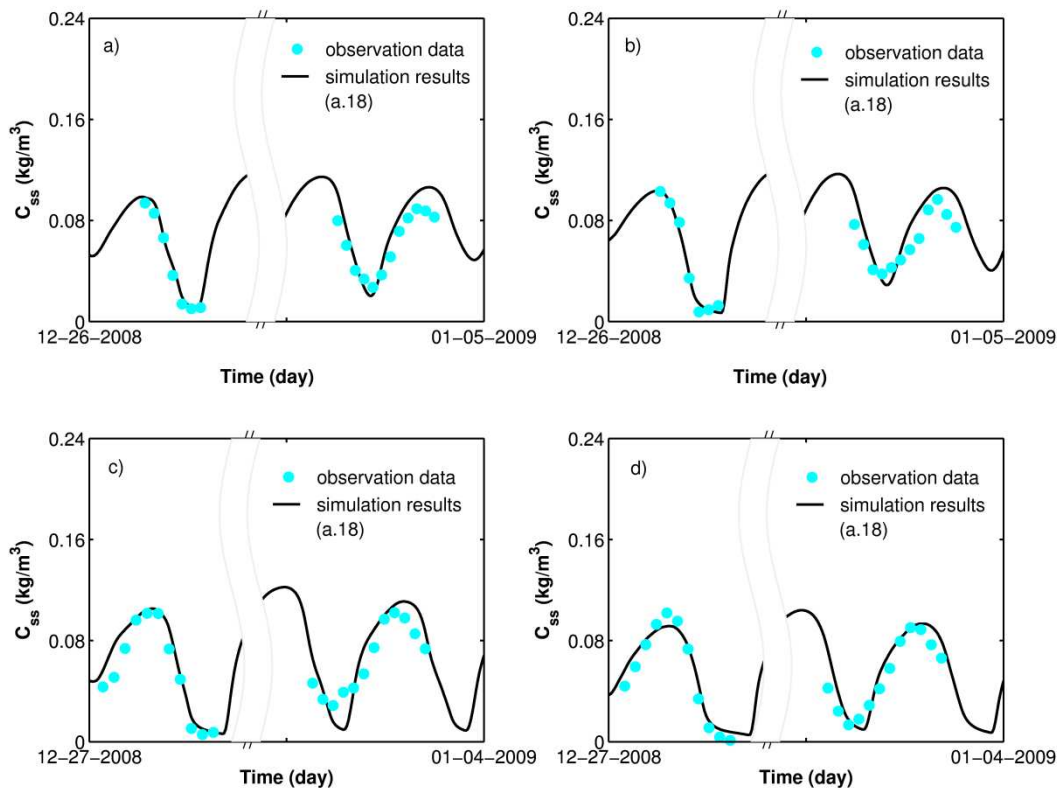 a)
observation data
simulation results
(a.18)
0.24
0.16
0.08
0
C_ss (kg/m³)
12-26-2008
01-05-2009
Time (day)
b)
observation data
simulation results
(a.18)
0.24
0.16
0.08
0
C_ss (kg/m³)
12-26-2008
01-05-2009
Time (day)
c)
observation data
simulation results
(a.18)
0.24
0.16
0.08
0
C_ss (kg/m³)
12-27-2008
01-04-2009
Time (day)
d)
observation data
simulation results
(a.18)
0.24
0.16
0.08
0
C_ss (kg/m³)
12-27-2008
01-04-2009
Time (day)